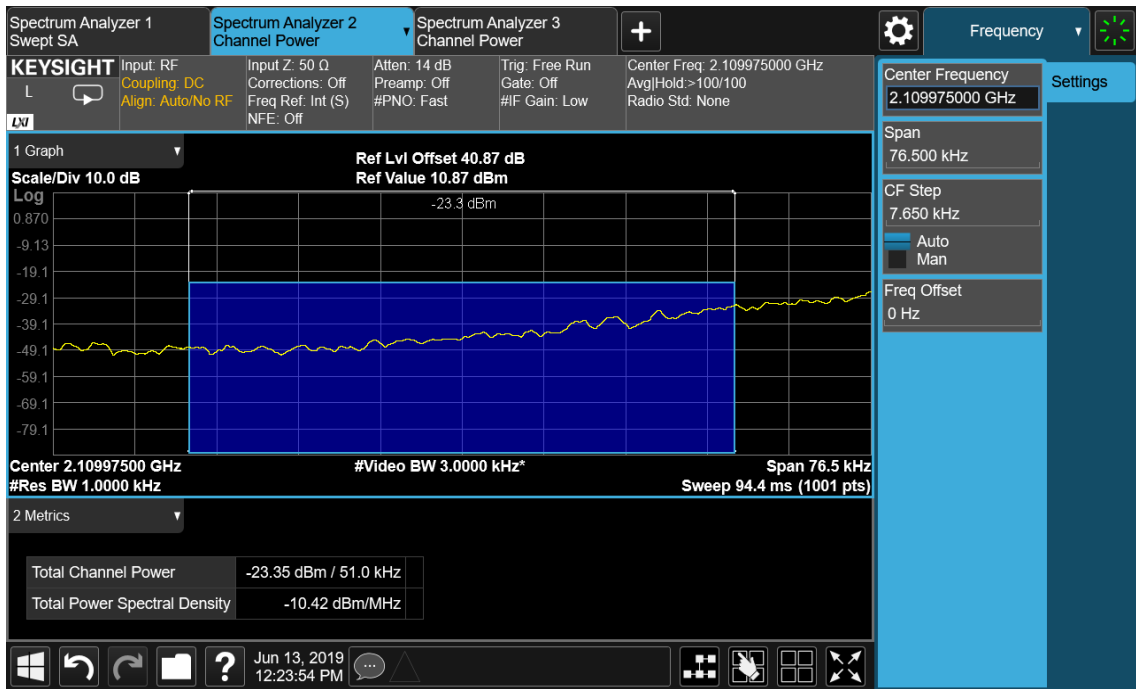 Spectrum Analyzer 1
Swept SA
Spectrum Analyzer 2
Channel Power
Spectrum Analyzer 3
Channel Power
+
Frequency
KEYSIGHT
L
LXI
Input: RF
Coupling: DC
Align: Auto/No RF
Input Z: 50 Ω
Corrections: Off
Freq Ref: Int (S)
NFE: Off
Atten: 14 dB
Preamp: Off
#PNO: Fast
Trig: Free Run
Gate: Off
#IF Gain: Low
Center Freq: 2.109975000 GHz
Avg|Hold:>100/100
Radio Std: None
Center Frequency
2.109975000 GHz
Settings
Span
76.500 kHz
CF Step
7.650 kHz
Auto
Man
Freq Offset
0 Hz
1 Graph
Ref Lvl Offset 40.87 dB
Scale/Div 10.0 dB
Ref Value 10.87 dBm
Log
-23.3 dBm
0.870
-9.13
-19.1
-29.1
-39.1
-49.1
-59.1
-69.1
-79.1
Center 2.10997500 GHz
#Video BW 3.0000 kHz*
Span 76.5 kHz
#Res BW 1.0000 kHz
Sweep 94.4 ms (1001 pts)
2 Metrics
Total Channel Power
-23.35 dBm / 51.0 kHz
Total Power Spectral Density
-10.42 dBm/MHz
?
Jun 13, 2019
12:23:54 PM